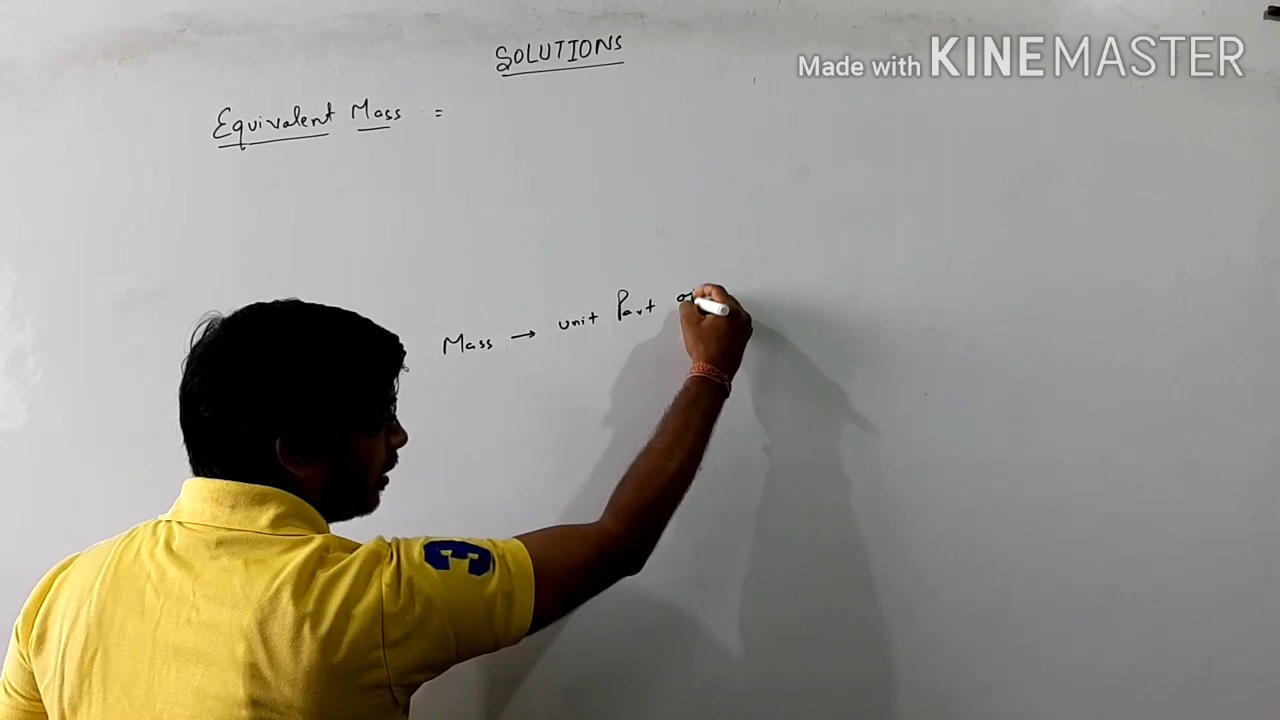 SOLUTIONS
Made with KINEMASTER
Equivalent Mass =
Mass → unit Part